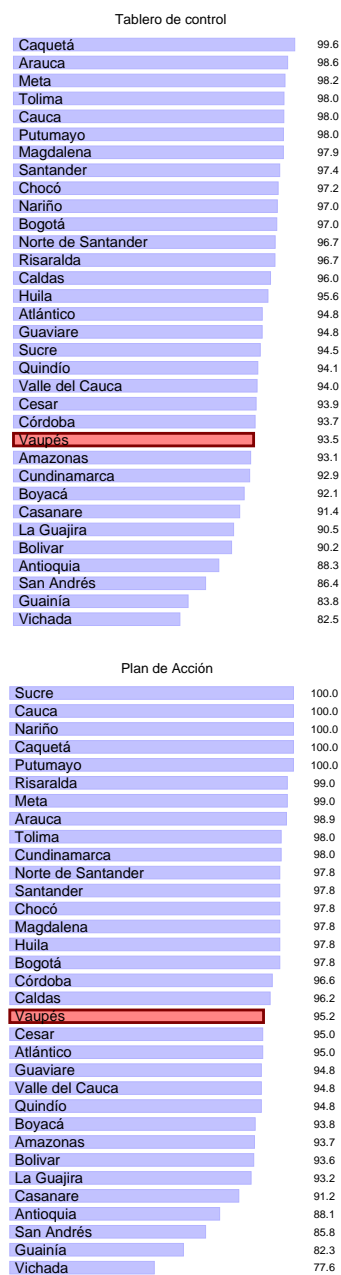 Tablero de control
Caquetá 99.6
Arauca 98.6
Meta 98.2
Tolima 98.0
Cauca 98.0
Putumayo 98.0
Magdalena 97.9
Santander 97.4
Chocó 97.2
Nariño 97.0
Bogotá 97.0
Norte de Santander 96.7
Risaralda 96.7
Caldas 96.0
Huila 95.6
Atlántico 94.8
Guaviare 94.8
Sucre 94.5
Quindío 94.1
Valle del Cauca 94.0
Cesar 93.9
Córdoba 93.7
Vaupés 93.5
Amazonas 93.1
Cundinamarca 92.9
Boyacá 92.1
Casanare 91.4
La Guajira 90.5
Bolivar 90.2
Antioquia 88.3
San Andrés 86.4
Guainía 83.8
Vichada 82.5
Plan de Acción
Sucre 100.0
Cauca 100.0
Nariño 100.0
Caquetá 100.0
Putumayo 100.0
Risaralda 99.0
Meta 99.0
Arauca 98.9
Tolima 98.0
Cundinamarca 98.0
Norte de Santander 97.8
Santander 97.8
Chocó 97.8
Magdalena 97.8
Huila 97.8
Bogotá 97.8
Córdoba 96.6
Caldas 96.2
Vaupés 95.2
Cesar 95.0
Atlántico 95.0
Guaviare 94.8
Valle del Cauca 94.8
Quindío 94.8
Boyacá 93.8
Amazonas 93.7
Bolivar 93.6
La Guajira 93.2
Casanare 91.2
Antioquia 88.1
San Andrés 85.8
Guainía 82.3
Vichada 77.6